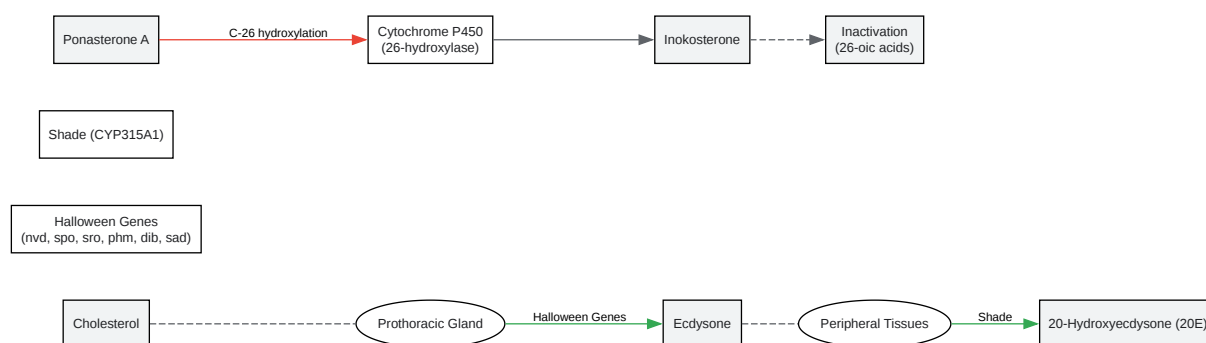 Ponasterone A
C-26 hydroxylation
Cytochrome P450
(26-hydroxylase)
Inokosterone
Inactivation
(26-oic acids)
Shade (CYP315A1)
Halloween Genes
(nvd, spo, sro, phm, dib, sad)
Cholesterol
Prothoracic Gland
Halloween Genes
Ecdysone
Peripheral Tissues
Shade
20-Hydroxyecdysone (20E)